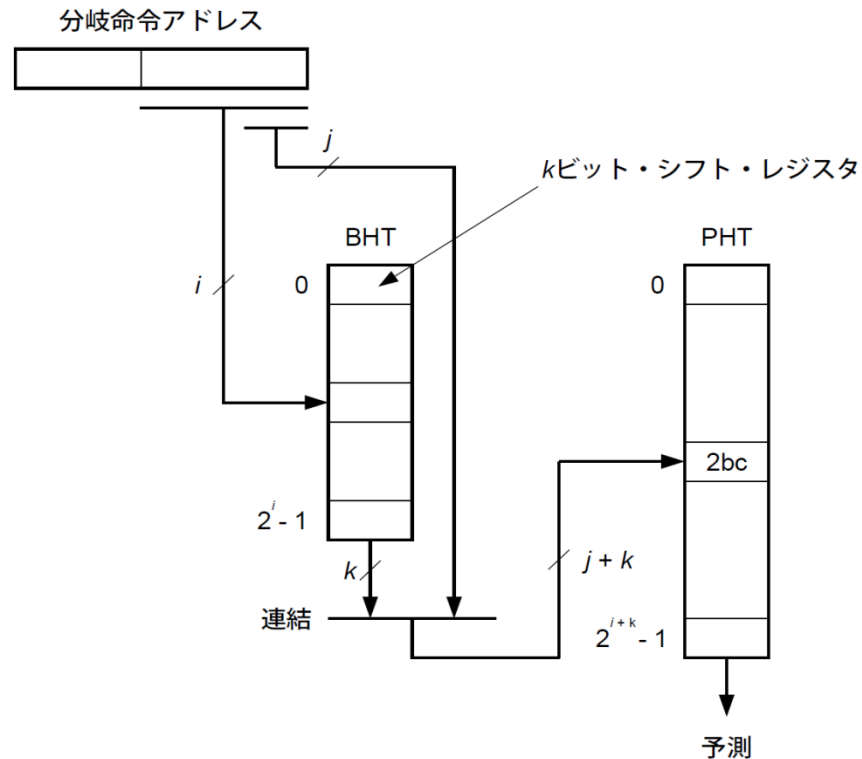 分岐命令アドレス
j
kビット・シフト・レジスタ
BHT
PHT
i
0
0
2bc
2^i - 1
k
j + k
連結
2^{i + k} - 1
予測